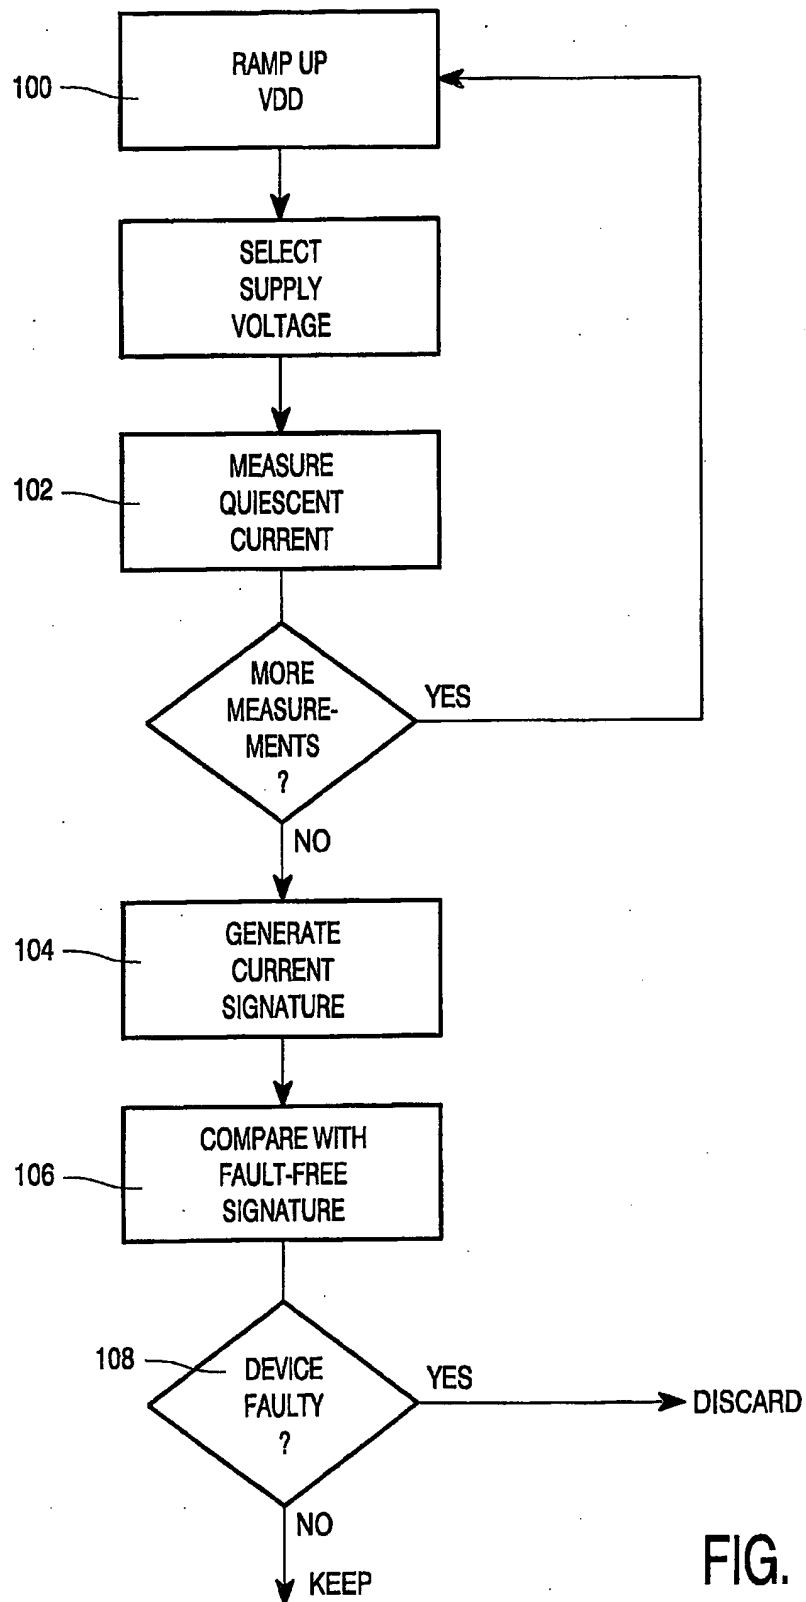 100
RAMP UP
VDD
SELECT
SUPPLY
VOLTAGE
102
MEASURE
QUIESCENT
CURRENT
MORE
MEASURE-
MENTS
?
YES
NO
104
GENERATE
CURRENT
SIGNATURE
106
COMPARE WITH
FAULT-FREE
SIGNATURE
108
DEVICE
FAULTY
?
YES
DISCARD
NO
KEEP
FIG.